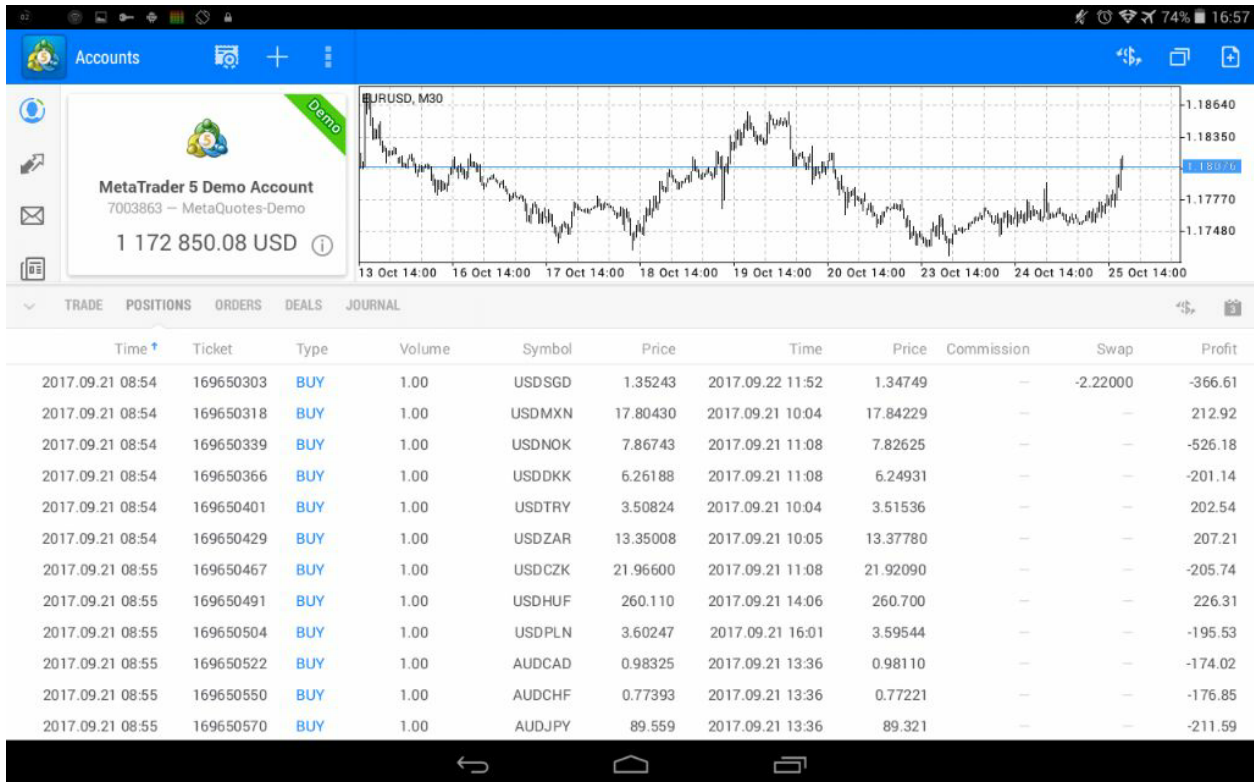 74% 16:57
Accounts
Demo
MetaTrader 5 Demo Account
7003863 — MetaQuotes-Demo
1 172 850.08 USD
EURUSD, M30
1.18640
1.18350
1.18076
1.17770
1.17480
13 Oct 14:00 16 Oct 14:00 17 Oct 14:00 18 Oct 14:00 19 Oct 14:00 20 Oct 14:00 23 Oct 14:00 24 Oct 14:00 25 Oct 14:00
TRADE POSITIONS ORDERS DEALS JOURNAL
Time Ticket Type Volume Symbol Price Time Price Commission Swap Profit
2017.09.21 08:54 169650303 BUY 1.00 USDSGD 1.35243 2017.09.22 11:52 1.34749 — -2.22000 -366.61
2017.09.21 08:54 169650318 BUY 1.00 USDMXN 17.80430 2017.09.21 10:04 17.84229 — — 212.92
2017.09.21 08:54 169650339 BUY 1.00 USDNOK 7.86743 2017.09.21 11:08 7.82625 — — -526.18
2017.09.21 08:54 169650366 BUY 1.00 USDDKK 6.26188 2017.09.21 11:08 6.24931 — — -201.14
2017.09.21 08:54 169650401 BUY 1.00 USDTRY 3.50824 2017.09.21 10:04 3.51536 — — 202.54
2017.09.21 08:54 169650429 BUY 1.00 USDZAR 13.35008 2017.09.21 10:05 13.37780 — — 207.21
2017.09.21 08:55 169650467 BUY 1.00 USDCZK 21.96600 2017.09.21 11:08 21.92090 — — -205.74
2017.09.21 08:55 169650491 BUY 1.00 USDHUF 260.110 2017.09.21 14:06 260.700 — — 226.31
2017.09.21 08:55 169650504 BUY 1.00 USDPLN 3.60247 2017.09.21 16:01 3.59544 — — -195.53
2017.09.21 08:55 169650522 BUY 1.00 AUDCAD 0.98325 2017.09.21 13:36 0.98110 — — -174.02
2017.09.21 08:55 169650550 BUY 1.00 AUDCHF 0.77393 2017.09.21 13:36 0.77221 — — -176.85
2017.09.21 08:55 169650570 BUY 1.00 AUDJPY 89.559 2017.09.21 13:36 89.321 — — -211.59